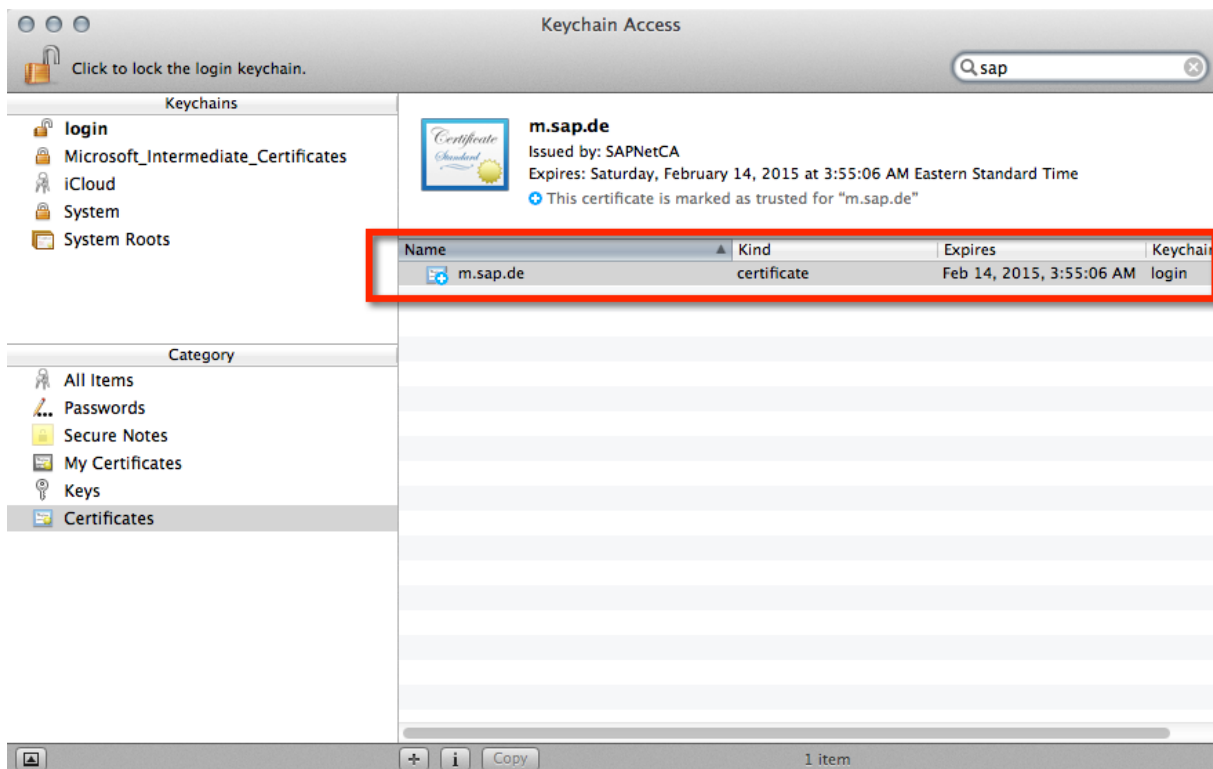 Keychain Access
Click to lock the login keychain.
sap
Keychains
login
Microsoft_Intermediate_Certificates
iCloud
System
System Roots
Category
All Items
Passwords
Secure Notes
My Certificates
Keys
Certificates
Certificate
Standard
m.sap.de
Issued by: SAPNetCA
Expires: Saturday, February 14, 2015 at 3:55:06 AM Eastern Standard Time
This certificate is marked as trusted for “m.sap.de”
Name Kind Expires Keychain
m.sap.de certificate Feb 14, 2015, 3:55:06 AM login
+ i Copy 1 item